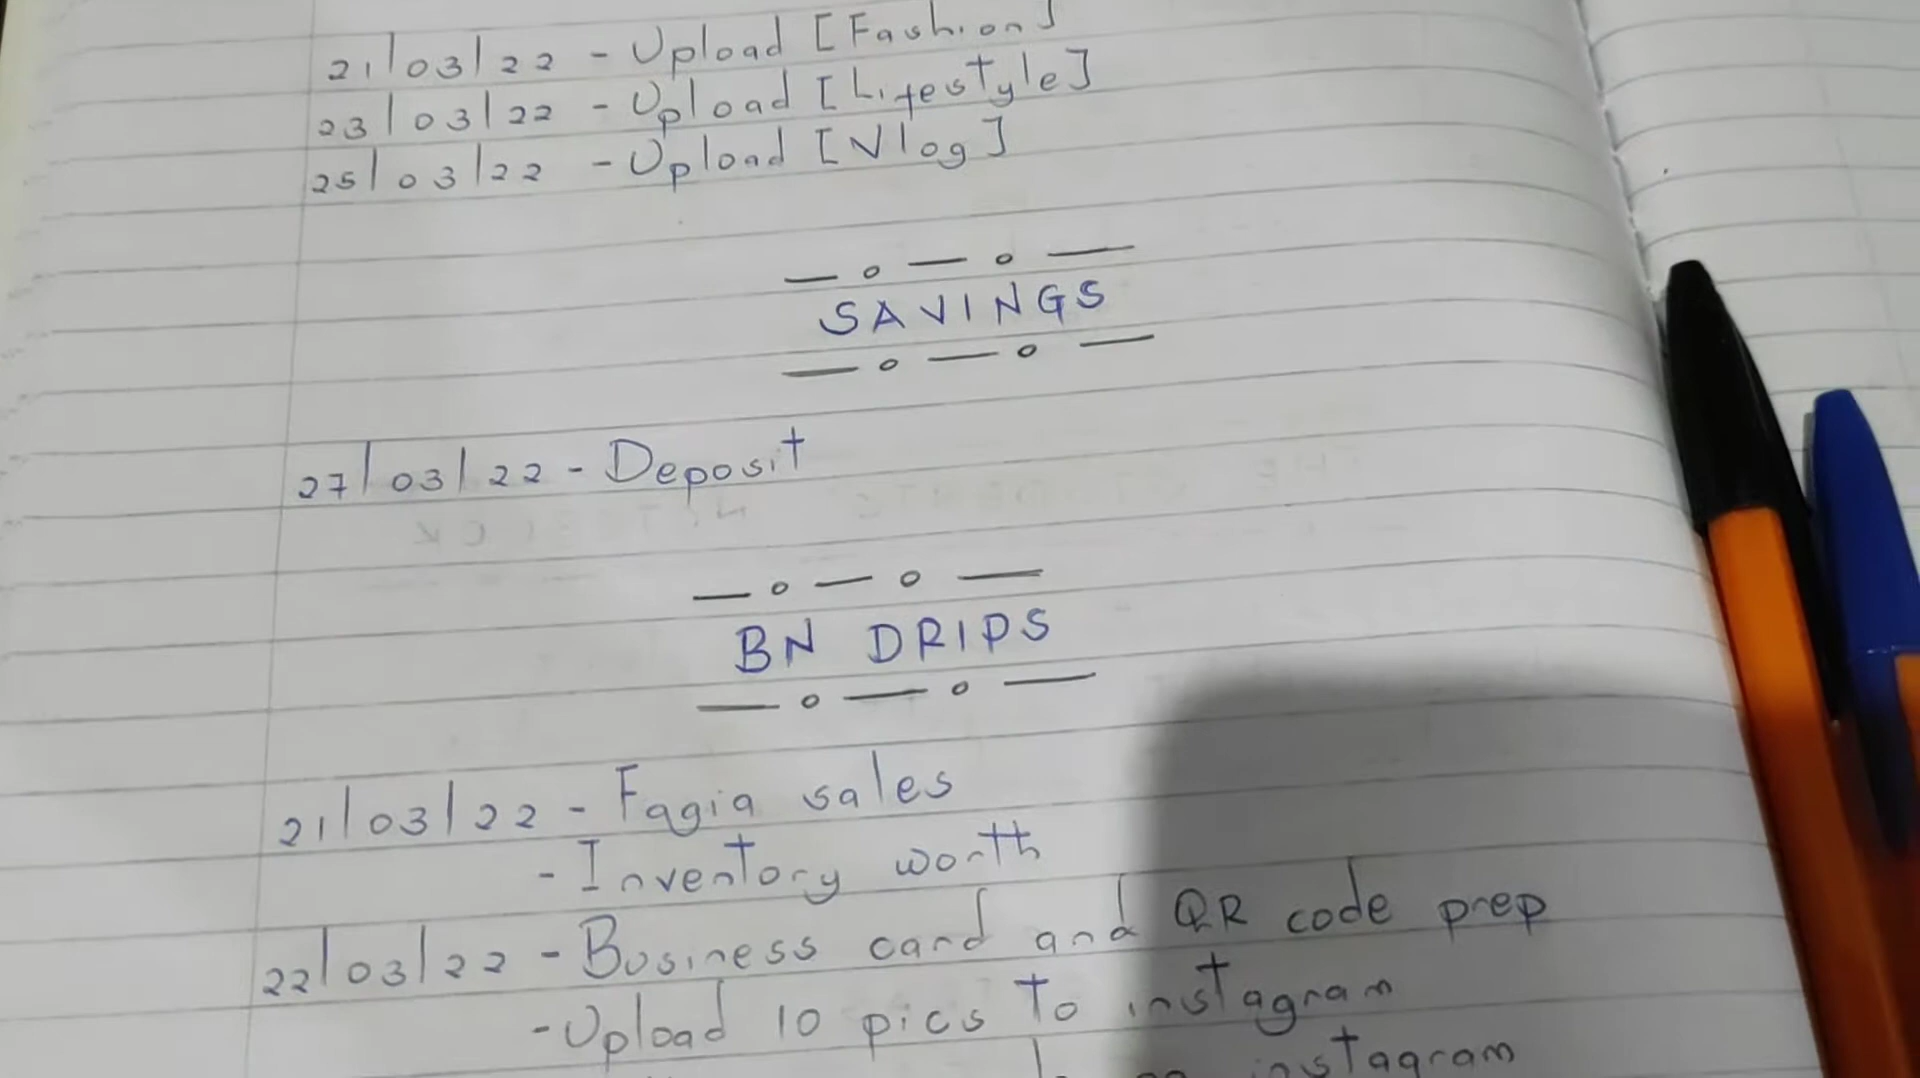 21/03/22 - Upload [Fashion]
23/03/22 - Upload [Lifestyle]
25/03/22 - Upload [Vlog]
SAVINGS
27/03/22 - Deposit
BN DRIPS
21/03/22 - Fagia sales
- Inventory worth
22/03/22 - Business card and QR code prep
- Upload 10 pics to instagram
instagram